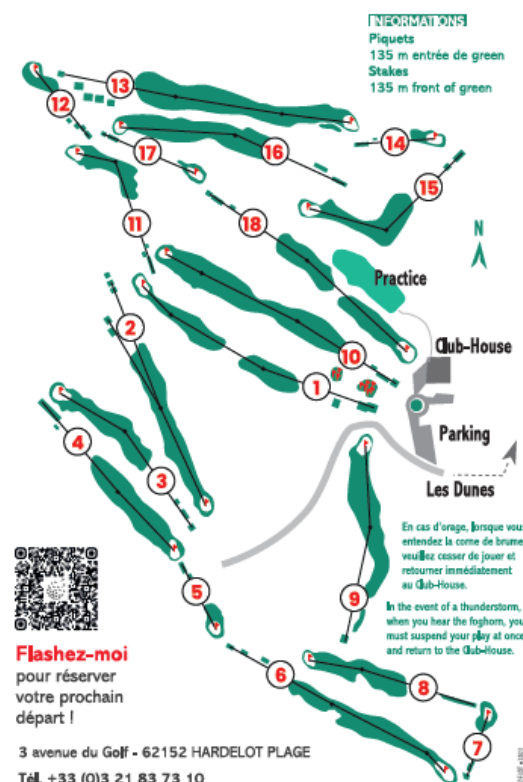 INFORMATIONS
Piquets
135 m entrée de green
Stakes
135 m front of green
13
12
14
16
17
15
18
11
N
Practice
2
10
Club-House
1
Parking
4
3
Les Dunes
En cas d'orage, lorsque vous
entendez la corne de brume,
veuillez cesser de jouer et
retourner immédiatement
au Club-House.
5
9
In the event of a thunderstorm,
when you hear the foghorn, you
must suspend your play at once
and return to the Club-House.
Flashez-moi
pour réserver
votre prochain
départ !
6
8
7
3 avenue du Golf - 62152 HARDELOT PLAGE
Tél. +33 (0)3 21 83 73 10